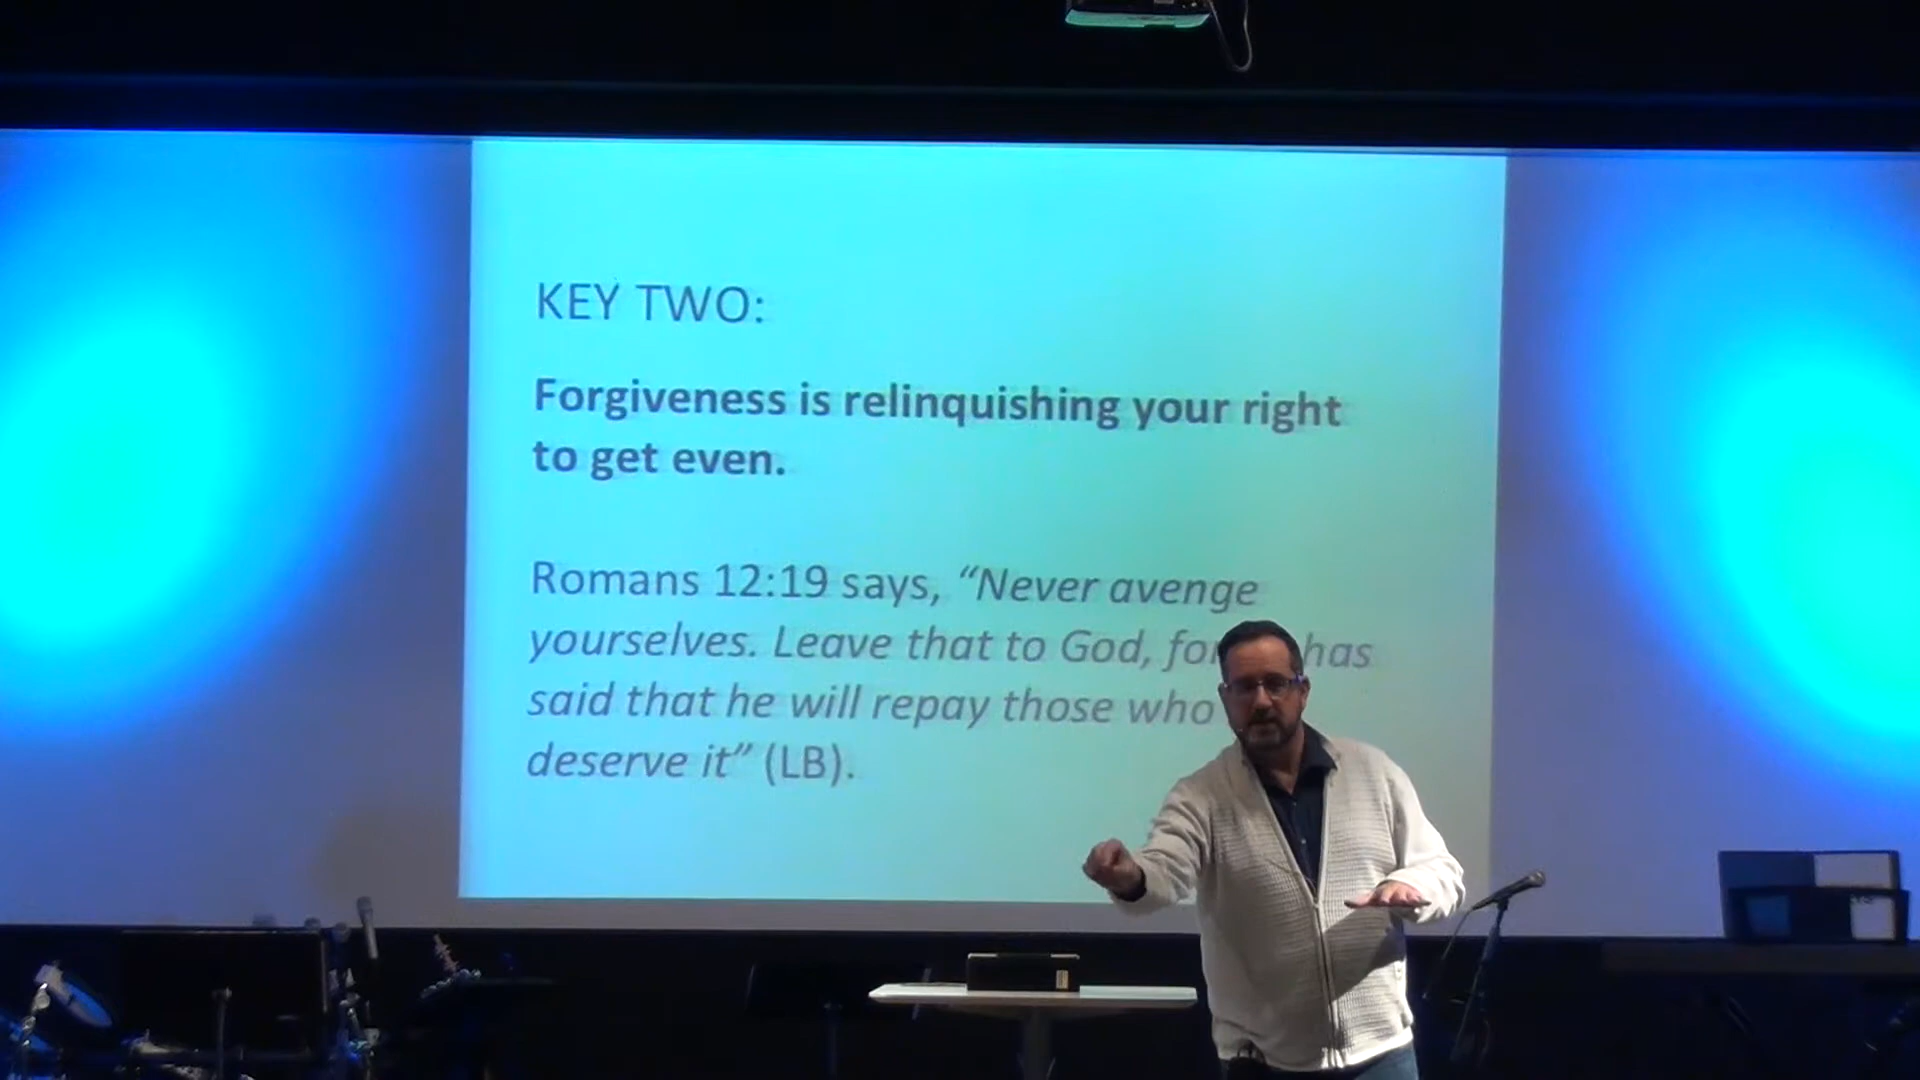 KEY TWO:
Forgiveness is relinquishing your right
to get even.
Romans 12:19 says, “Never avenge
yourselves. Leave that to God, for has
said that he will repay those who
deserve it” (LB).